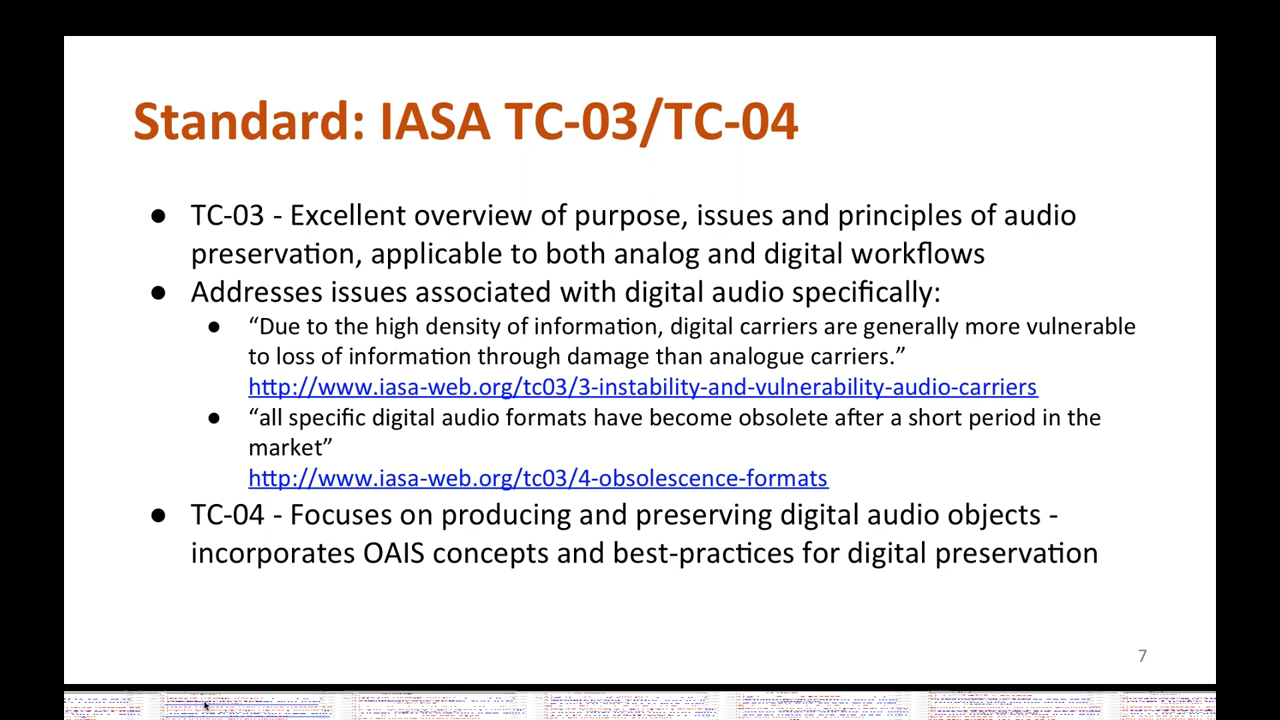 Standard: IASA TC-03/TC-04
● TC-03 - Excellent overview of purpose, issues and principles of audio
preservation, applicable to both analog and digital workflows
● Addresses issues associated with digital audio specifically:
● “Due to the high density of information, digital carriers are generally more vulnerable
to loss of information through damage than analogue carriers.”
http://www.iasa-web.org/tc03/3-instability-and-vulnerability-audio-carriers
● “all specific digital audio formats have become obsolete after a short period in the
market”
http://www.iasa-web.org/tc03/4-obsolescence-formats
● TC-04 - Focuses on producing and preserving digital audio objects -
incorporates OAIS concepts and best-practices for digital preservation
7